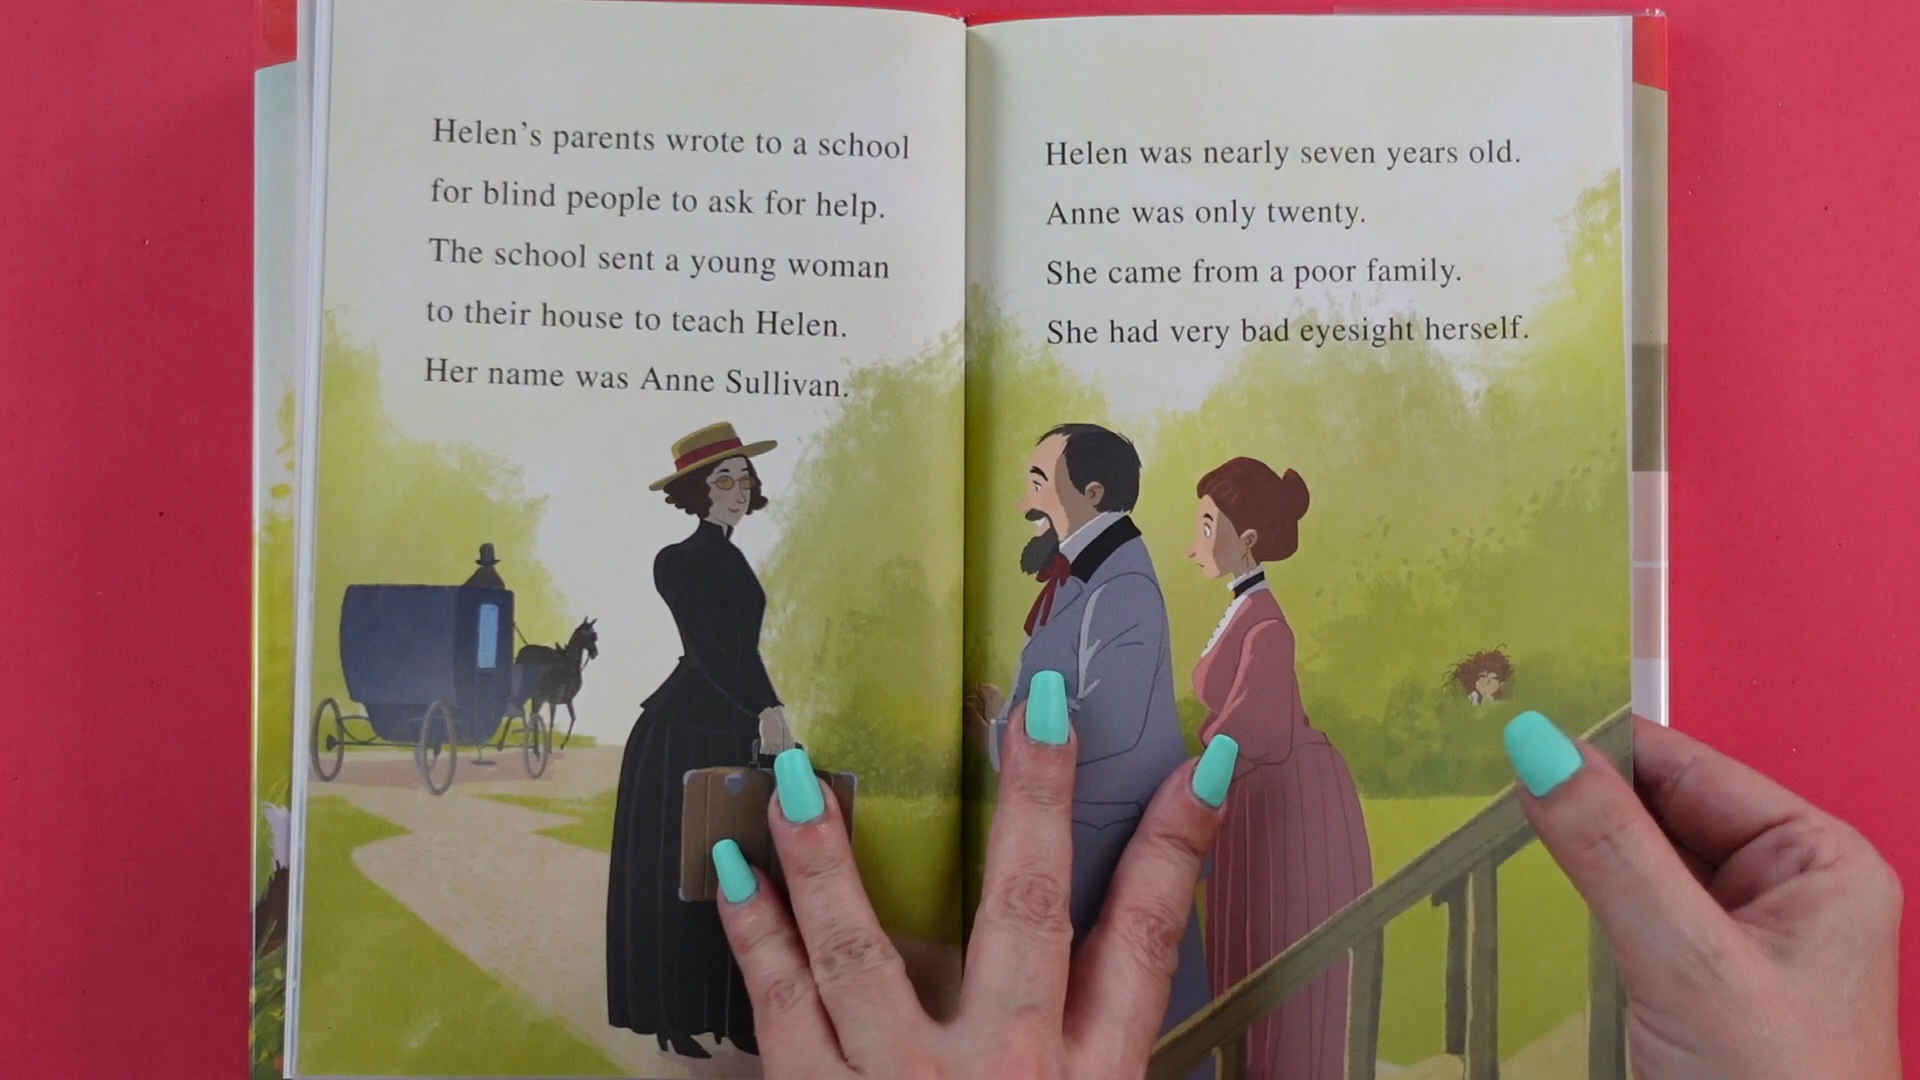 Helen’s parents wrote to a school
for blind people to ask for help.
The school sent a young woman
to their house to teach Helen.
Her name was Anne Sullivan.
Helen was nearly seven years old.
Anne was only twenty.
She came from a poor family.
She had very bad eyesight herself.